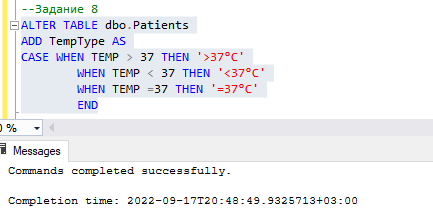 --Задание 8
ALTER TABLE dbo.Patients
ADD TempType AS
CASE WHEN TEMP > 37 THEN '>37°C'
WHEN TEMP < 37 THEN '<37°C'
WHEN TEMP =37 THEN '=37°C'
END
0 %
Messages
Commands completed successfully.
Completion time: 2022-09-17T20:48:49.9325713+03:00